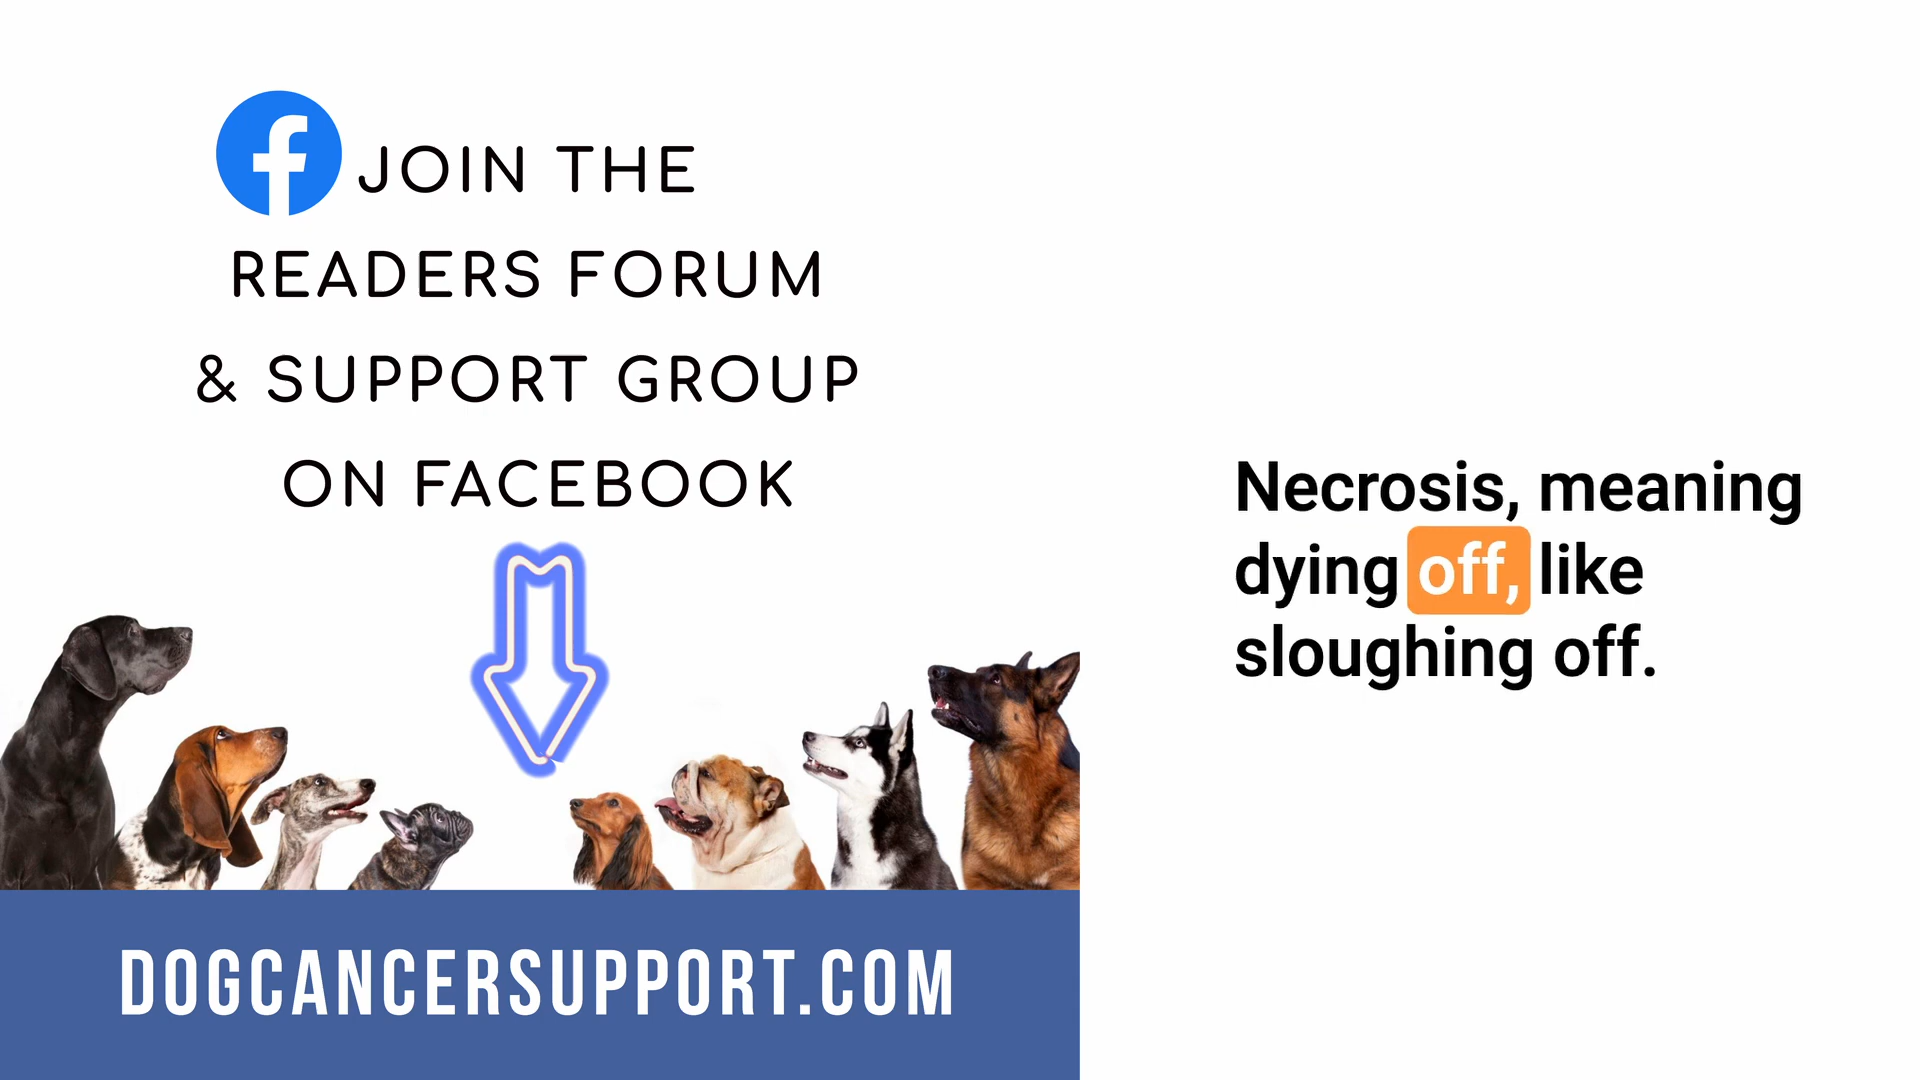 JOIN THE
READERS FORUM
& SUPPORT GROUP
ON FACEBOOK
DOGCANCERSUPPORT.COM
Necrosis, meaning
dying off, like
sloughing off.